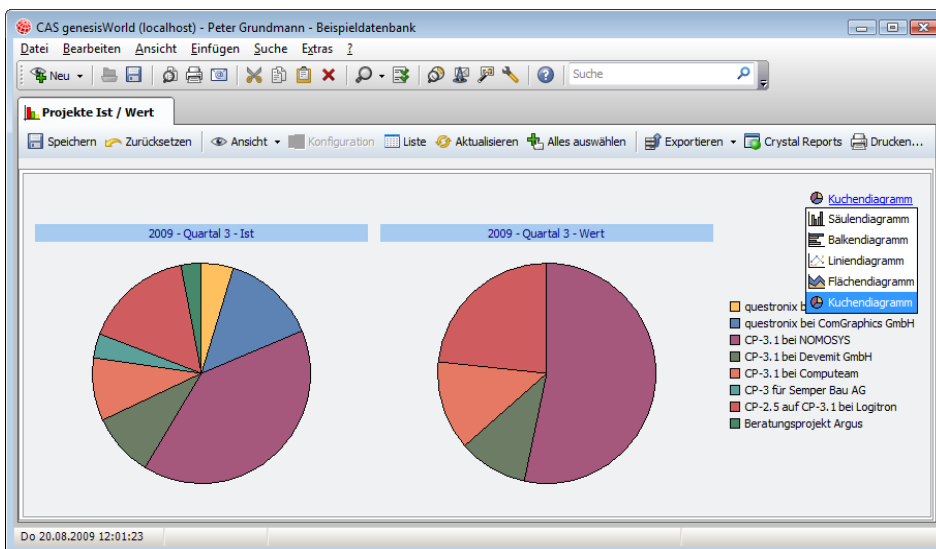 CAS genesisWorld (localhost) - Peter Grundmann - Beispieldatenbank
Datei Bearbeiten Ansicht Einfügen Suche Extras ?
Neu Suche
Projekte Ist / Wert
Speichern Zurücksetzen Ansicht Konfiguration Liste Aktualisieren Alles auswählen Exportieren Crystal Reports Drucken...
Kuchendiagramm
Säulendiagramm
Balkendiagramm
Liniendiagramm
Flächendiagramm
Kuchendiagramm
2009 - Quartal 3 - Ist
2009 - Quartal 3 - Wert
questronix
questronix bei ComGraphics GmbH
CP-3.1 bei NOMOSYS
CP-3.1 bei Devemit GmbH
CP-3.1 bei Computeam
CP-3 für Semper Bau AG
CP-2.5 auf CP-3.1 bei Logitron
Beratungsprojekt Argus
Do 20.08.2009 12:01:23